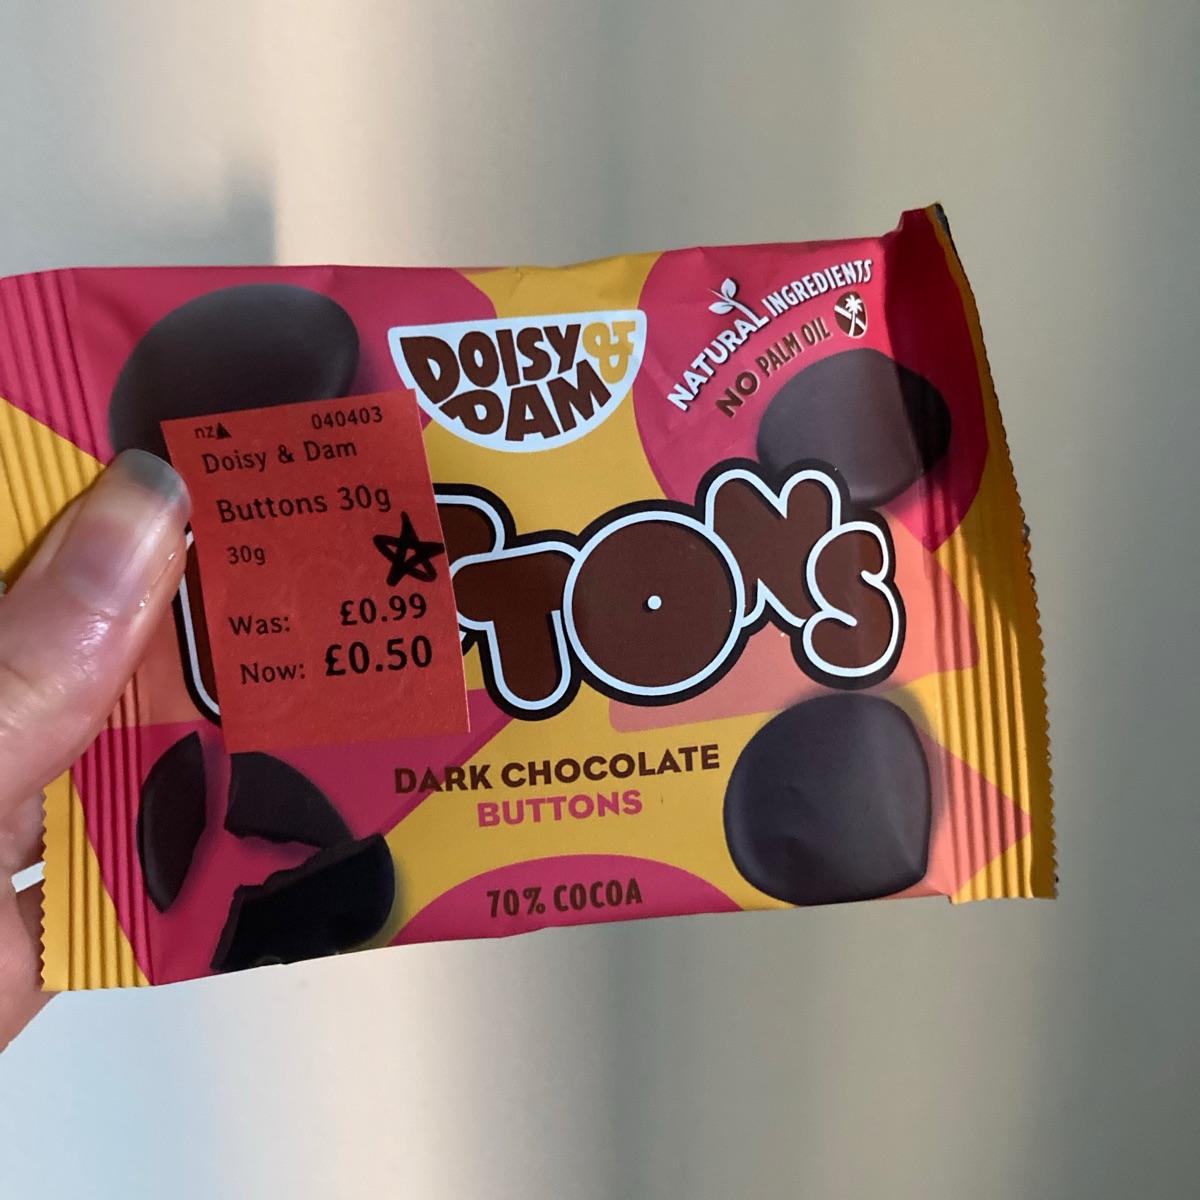 DOISY &
DAM
NATURAL INGREDIENTS
NO PALM OIL
nz 040403
Doisy & Dam
Buttons 30g
30g
Was: £0.99
Now: £0.50
TONS
DARK CHOCOLATE
BUTTONS
70% COCOA